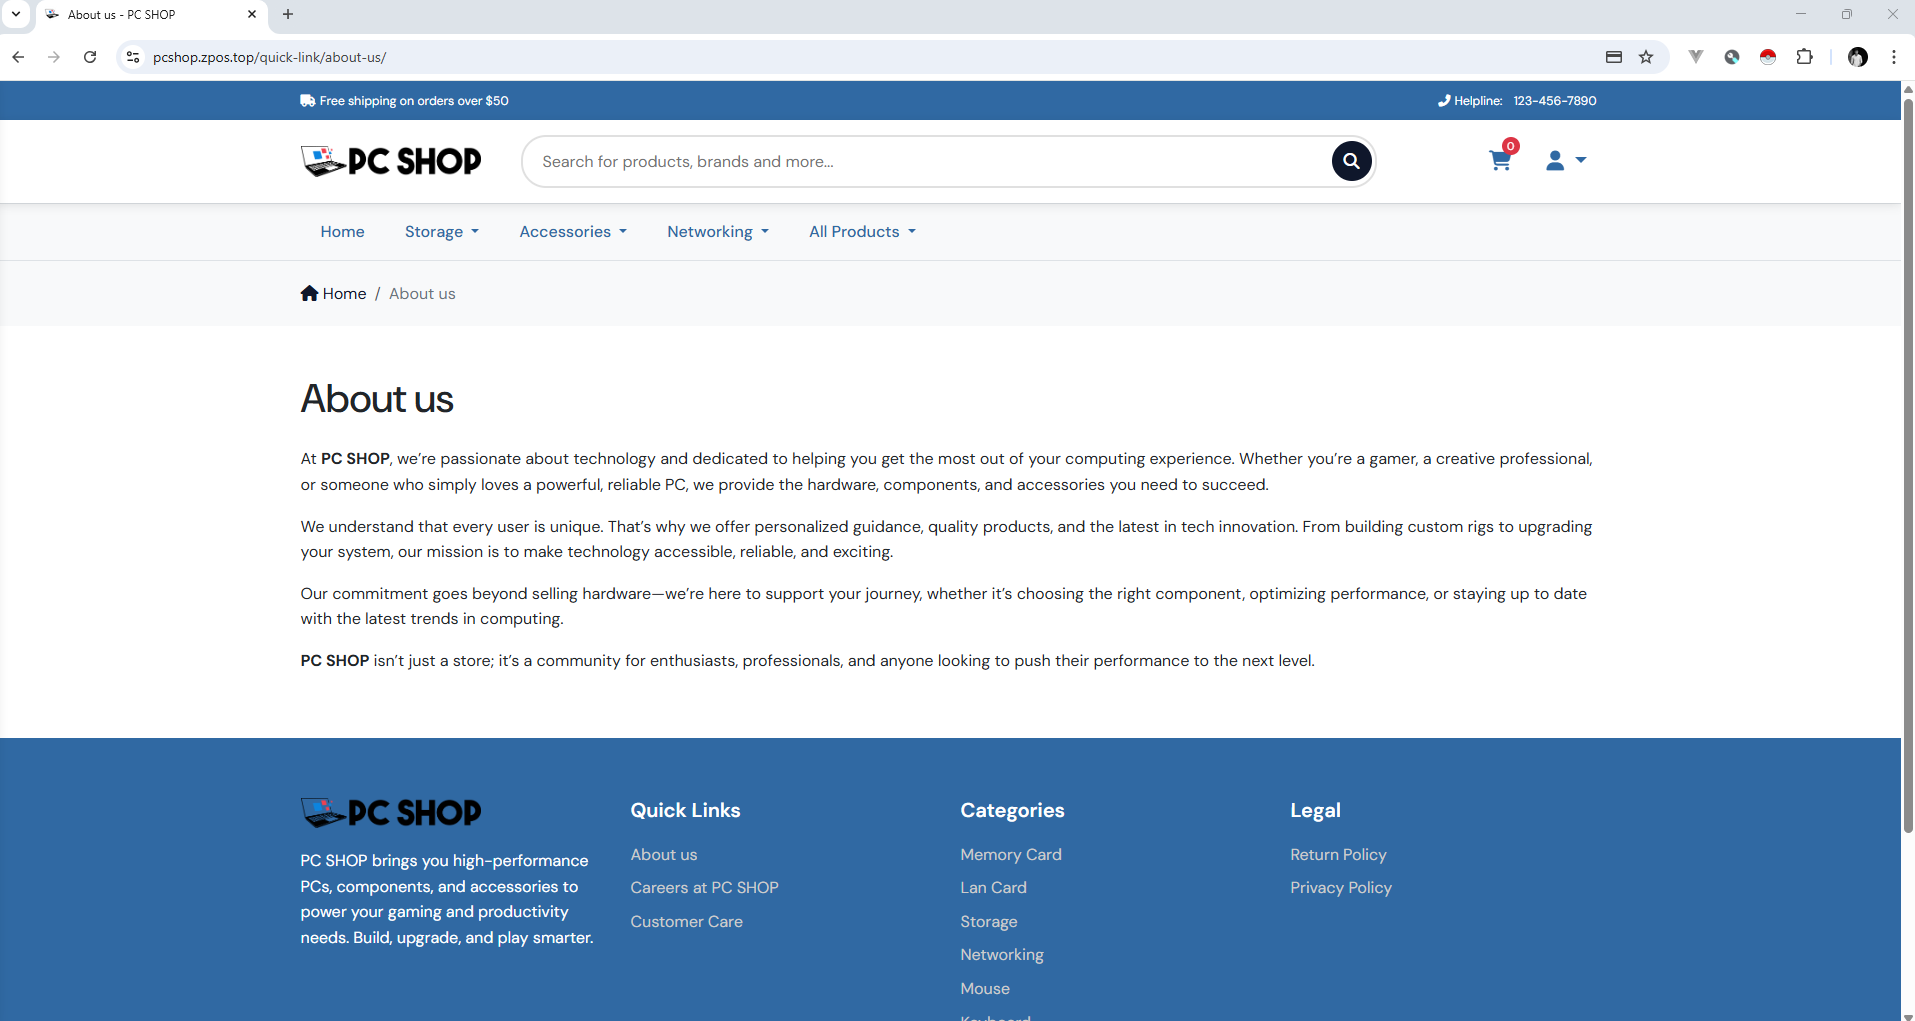 About us - PC SHOP
pcshop.zpos.top/quick-link/about-us/
Free shipping on orders over $50
Helpline: 123-456-7890
PC SHOP
Search for products, brands and more...
0
Home
Storage
Accessories
Networking
All Products
Home / About us
About us
At PC SHOP, we’re passionate about technology and dedicated to helping you get the most out of your computing experience. Whether you’re a gamer, a creative professional,
or someone who simply loves a powerful, reliable PC, we provide the hardware, components, and accessories you need to succeed.
We understand that every user is unique. That’s why we offer personalized guidance, quality products, and the latest in tech innovation. From building custom rigs to upgrading
your system, our mission is to make technology accessible, reliable, and exciting.
Our commitment goes beyond selling hardware—we’re here to support your journey, whether it’s choosing the right component, optimizing performance, or staying up to date
with the latest trends in computing.
PC SHOP isn’t just a store; it’s a community for enthusiasts, professionals, and anyone looking to push their performance to the next level.
PC SHOP
PC SHOP brings you high-performance
PCs, components, and accessories to
power your gaming and productivity
needs. Build, upgrade, and play smarter.
Quick Links
About us
Careers at PC SHOP
Customer Care
Categories
Memory Card
Lan Card
Storage
Networking
Mouse
Keyboard
Legal
Return Policy
Privacy Policy